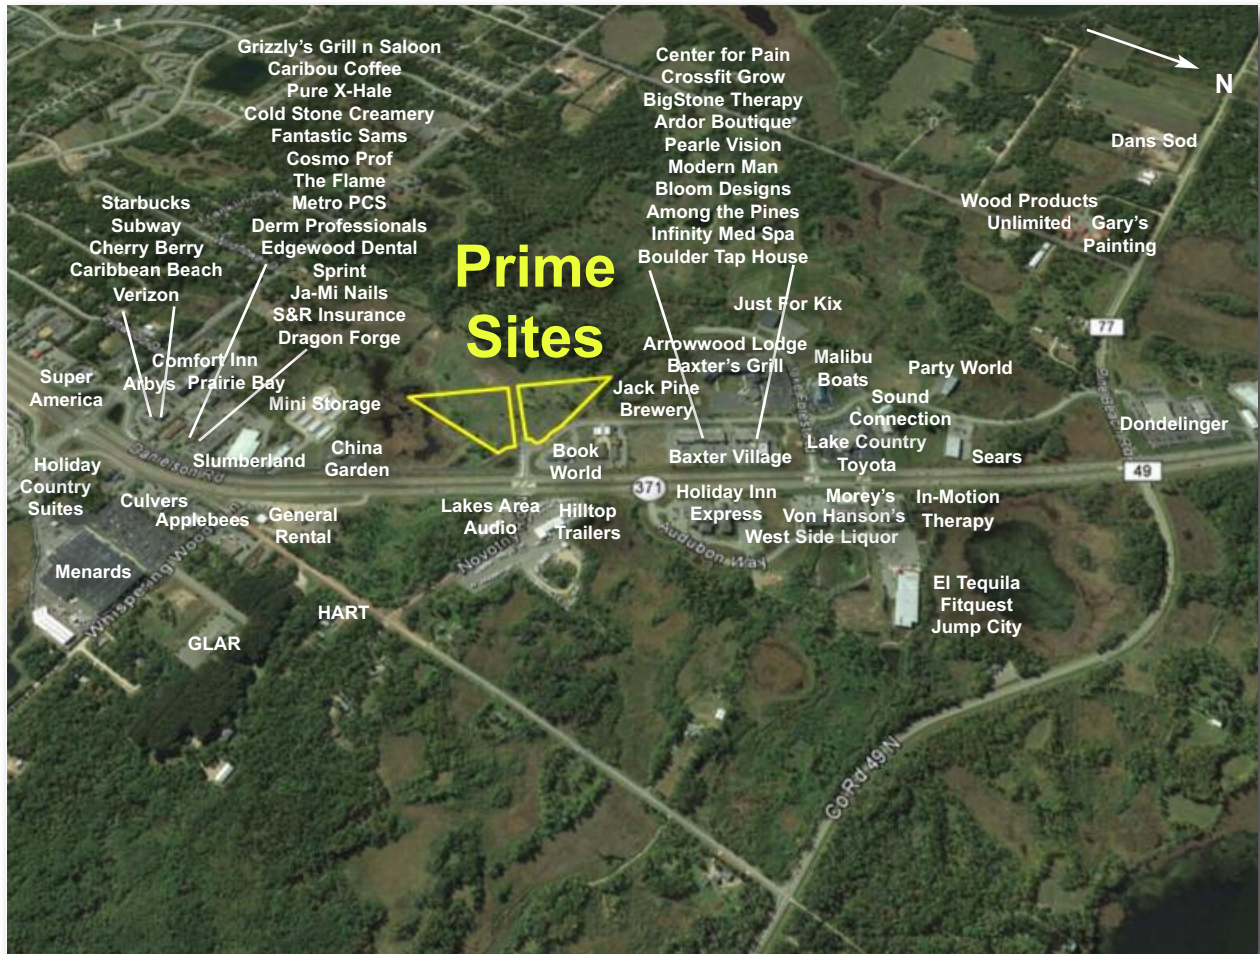 Grizzly's Grill n Saloon
Caribou Coffee
Pure X-Hale
Cold Stone Creamery
Fantastic Sams
Cosmo Prof
The Flame
Metro PCS
Derm Professionals
Edgewood Dental
Sprint
Ja-Mi Nails
S&R Insurance
Dragon Forge
Center for Pain
Crossfit Grow
BigStone Therapy
Ardor Boutique
Pearle Vision
Modern Man
Bloom Designs
Among the Pines
Infinity Med Spa
Boulder Tap House
N
Dans Sod
Wood Products
Unlimited
Gary's
Painting
Starbucks
Subway
Cherry Berry
Caribbean Beach
Verizon
Prime
Sites
Just For Kix
77
Comfort Inn
Arbys
Prairie Bay
Super
America
Mini Storage
Arrowwood Lodge
Baxter's Grill
Jack Pine
Brewery
Malibu
Boats
Party World
Sound
Connection
Lake Country
Toyota
Dondelinger
Sears
49
Danielson Rd
Slumberland
China
Garden
Book
World
Baxter Village
371
Holiday
Country
Suites
Culvers
Applebees
General
Rental
Lakes Area
Audio
Hilltop
Trailers
Holiday Inn
Express
Morey's
Von Hanson's
West Side Liquor
In-Motion
Therapy
Audubon Way
Menards
GLAR
HART
El Tequila
Fitquest
Jump City
Co Rd 49 N